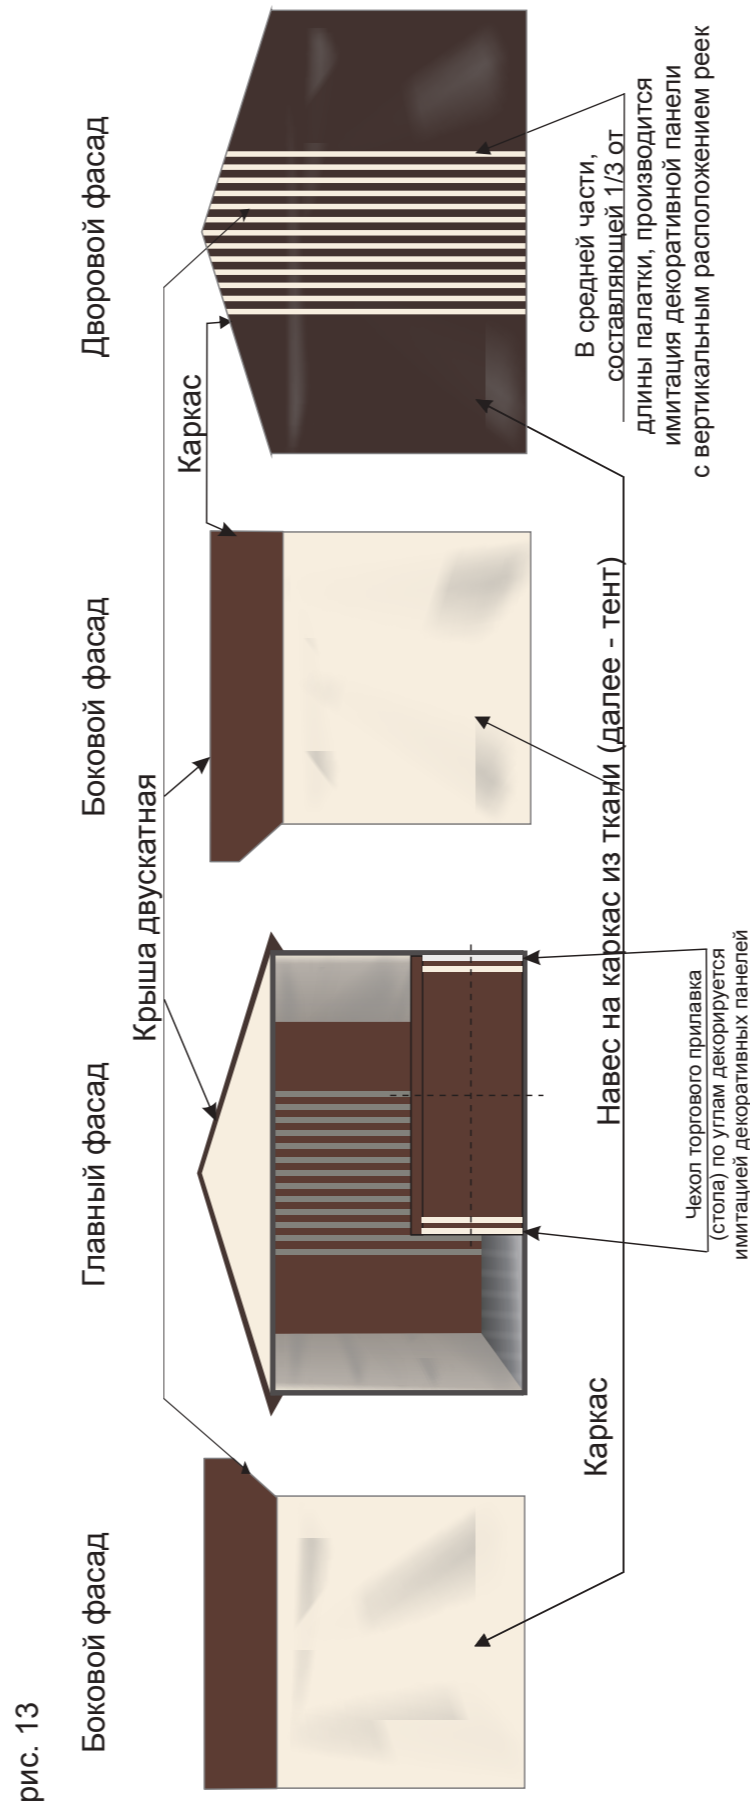 рис. 13
Боковой фасад
Главный фасад
Боковой фасад
Дворовой фасад
Крыша двускатная
Каркас
Каркас
Навес на каркас из ткани (далее - тент)
В средней части,
составляющей 1/3 от
длины палатки, производится
имитация декоративной панели
с вертикальным расположением реек
Чехол торгового прилавка
(стола) по углам декорируется
имитацией декоративных панелей